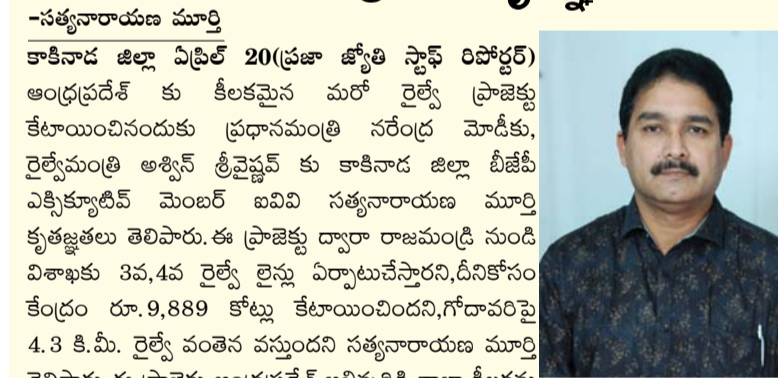 -సత్యనారాయణ మూర్తి
కాకినాడ జిల్లా ఏప్రిల్ 20(ప్రజా జ్యోతి స్టాఫ్ రిపోర్టర్)
ఆంధ్రప్రదేశ్ కు కీలకమైన మరో రైల్వే ప్రాజెక్టు
కేటాయించినందుకు ప్రధానమంత్రి నరేంద్ర మోడీకు,
రైల్వేమంత్రి అశ్విన్ శ్రీవైష్ణవ్ కు కాకినాడ జిల్లా బీజేపీ
ఎక్సిక్యూటివ్ మెంబర్ ఐవివి సత్యనారాయణ మూర్తి
కృతజ్ఞతలు తెలిపారు.ఈ ప్రాజెక్టు ద్వారా రాజమండ్రి నుండి
విశాఖకు 3వ,4వ రైల్వే లైన్లు ఏర్పాటుచేస్తారని,దీనికోసం
కేంద్రం రూ.9,889 కోట్లు కేటాయించిందని,గోదావరిపై
4.3 కి.మీ. రైల్వే వంతెన వస్తుందని సత్యనారాయణ మూర్తి